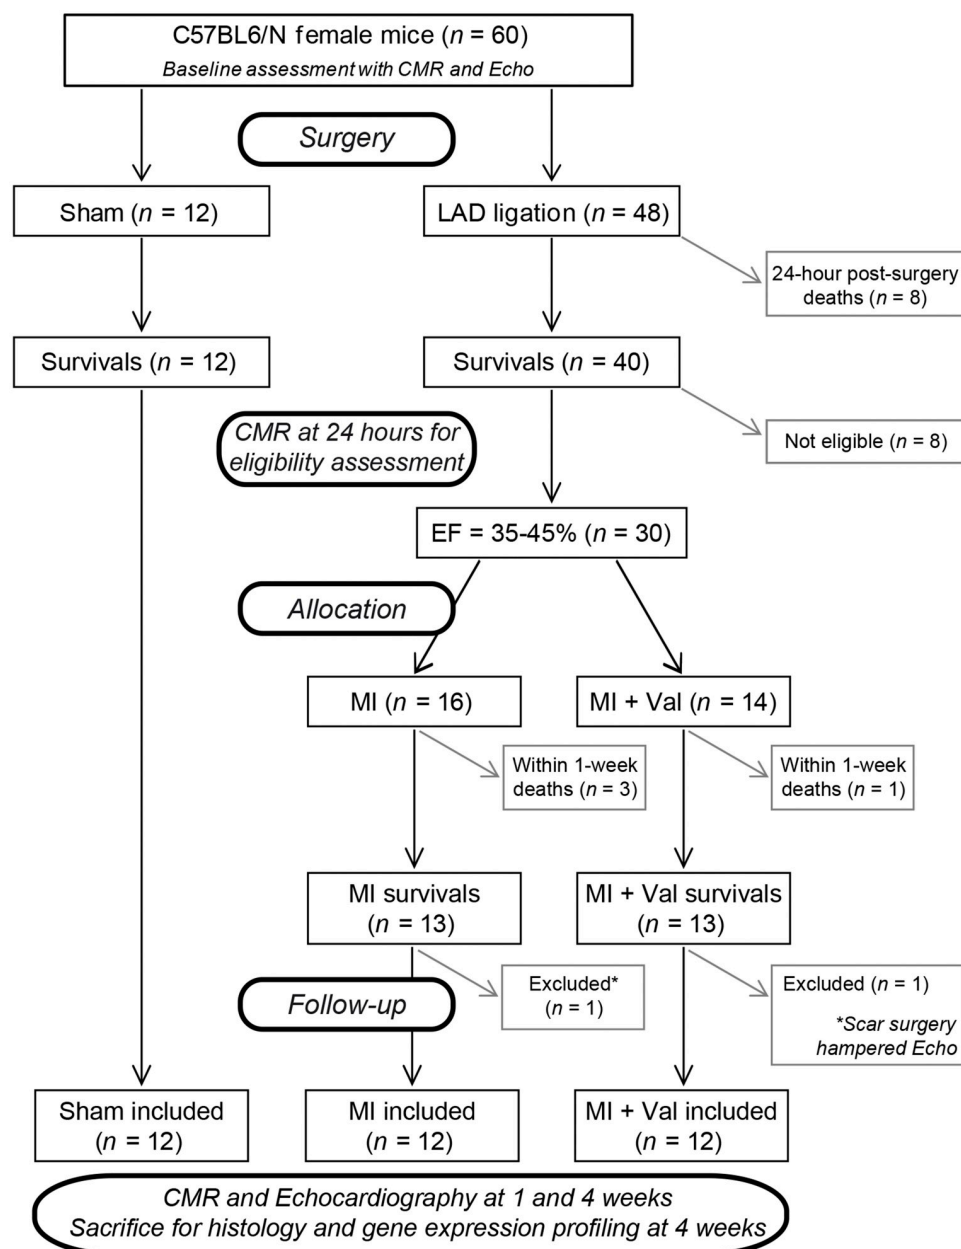 C57BL6/N female mice (n = 60)
Baseline assessment with CMR and Echo
Surgery
Sham (n = 12)
LAD ligation (n = 48)
24-hour post-surgery
deaths (n = 8)
Survivals (n = 12)
Survivals (n = 40)
CMR at 24 hours for
eligibility assessment
Not eligible (n = 8)
EF = 35-45% (n = 30)
Allocation
MI (n = 16)
MI + Val (n = 14)
Within 1-week
deaths (n = 3)
Within 1-week
deaths (n = 1)
MI survivals
(n = 13)
MI + Val survivals
(n = 13)
Follow-up
Excluded*
(n = 1)
Excluded (n = 1)
*Scar surgery
hampered Echo
Sham included
(n = 12)
MI included
(n = 12)
MI + Val included
(n = 12)
CMR and Echocardiography at 1 and 4 weeks
Sacrifice for histology and gene expression profiling at 4 weeks